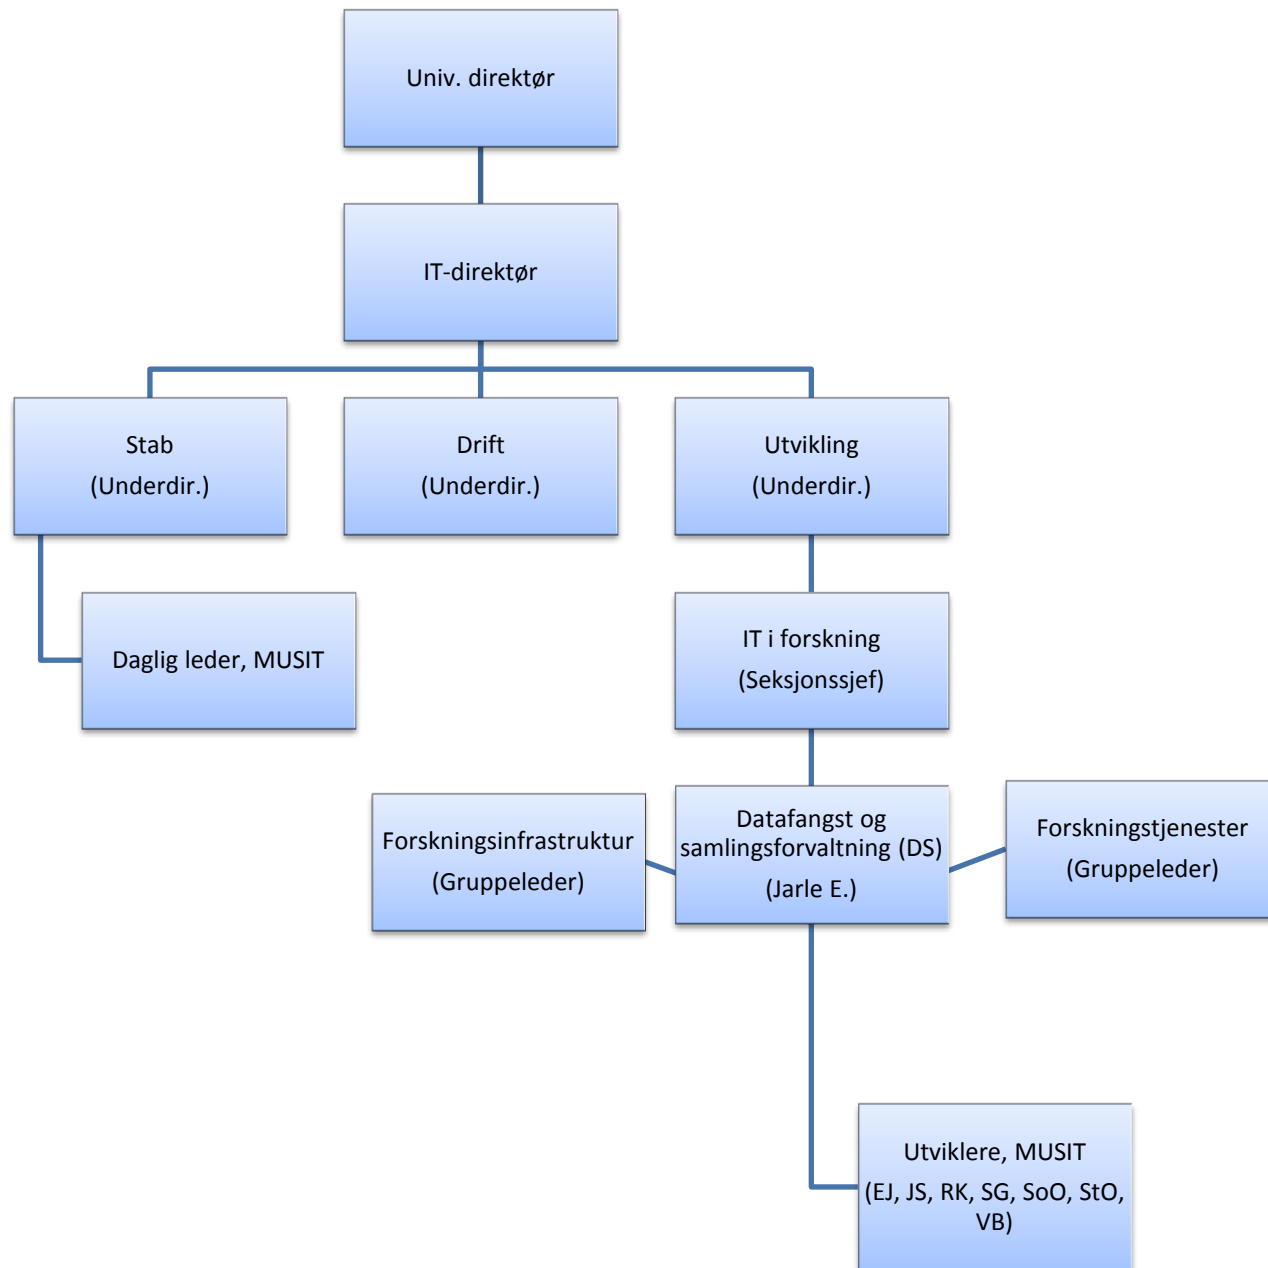 Univ. direktør
IT-direktør
Stab
(Underdir.)
Drift
(Underdir.)
Utvikling
(Underdir.)
Daglig leder, MUSIT
IT i forskning
(Seksjonssjef)
Forskningsinfrastruktur
(Gruppeleder)
Datafangst og
samlingsforvaltning (DS)
(Jarle E.)
Forskningstjenester
(Gruppeleder)
Utviklere, MUSIT
(EJ, JS, RK, SG, SoO, StO,
VB)